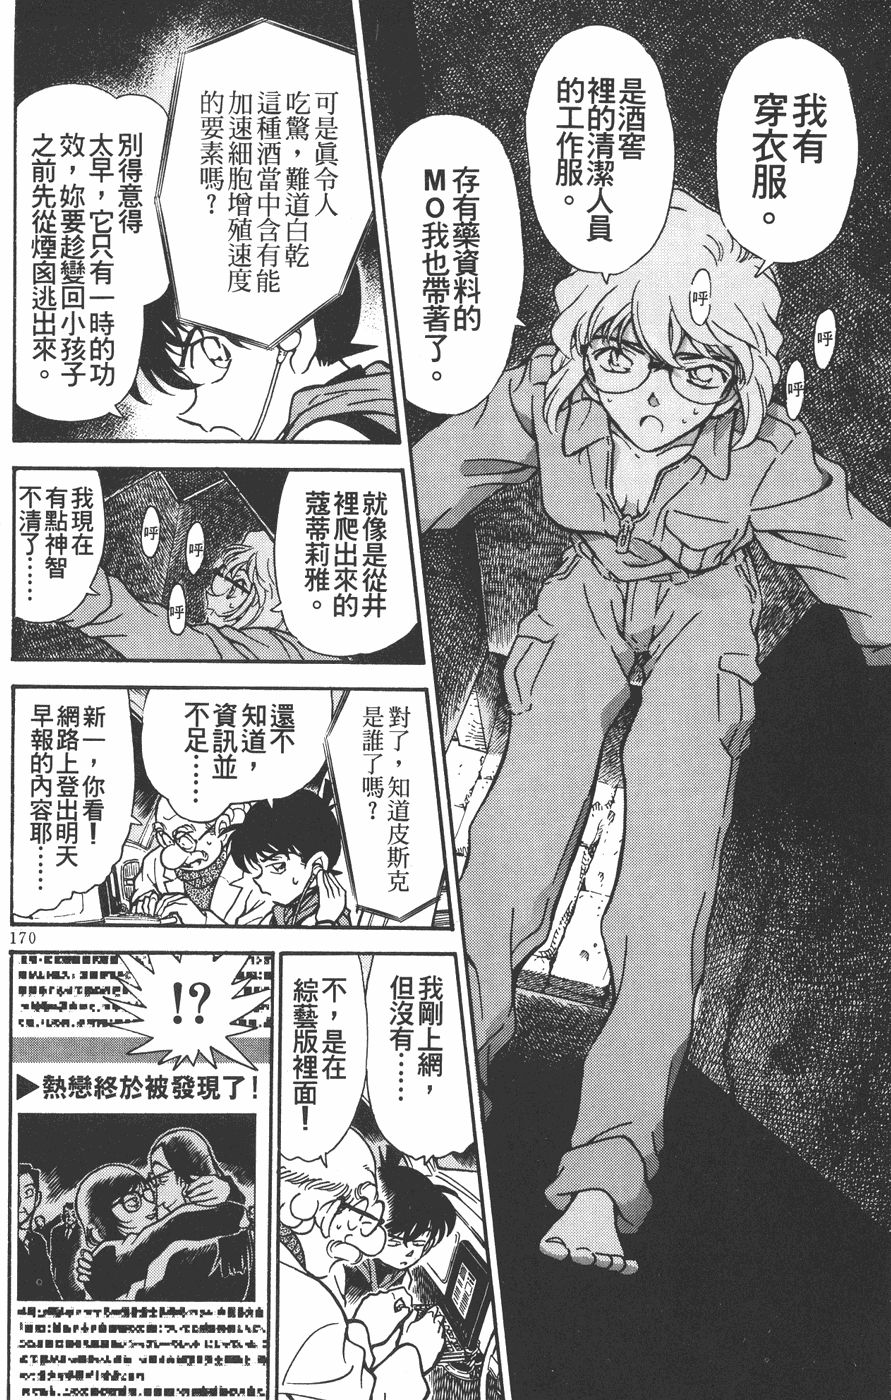 我有
穿衣服。
是酒窖
裡的清潔人員
的工作服。
存有藥資料的
MO我也帶著了。
呼
呼
呼
可是眞令人
吃驚，難道白乾
這種酒當中含有能
加速細胞增殖速度
的要素嗎？
別得意得
太早，它只有一時的功
效，妳要趁變回小孩子
之前先從煙囪逃出來。
就像是從井
裡爬出來的
蔻蒂莉雅。
呼
呼
呼
我現在
有點神智
不清了……
對了，知道皮斯克
是誰了嗎？
還不
知道，
資訊並
不足……
新一，你看！
網路上登出明天
早報的內容耶……
170
我剛上網，
但沒有……
不，是在
綜藝版裡面！
!?
▶熱戀終於被發現了！